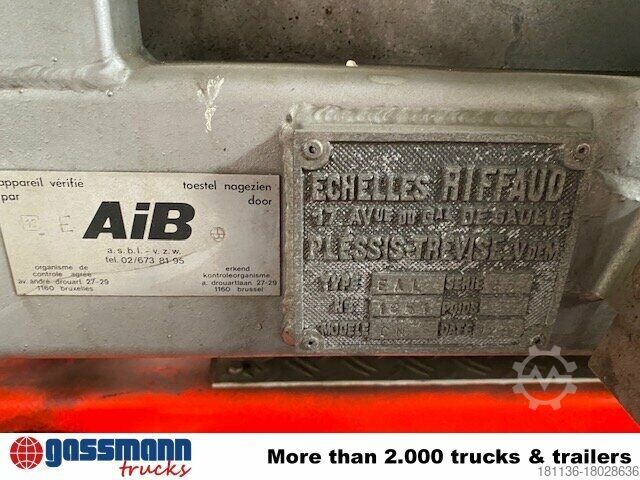 appareil vérifié toestel nagezien
par door
AiB
a.s.b.l. - v.z.w.
tel. 02/673 81 95
organisme de erkend
controle agréé kontroleorganisme
av. andré drouart 27-29 a. drouartlaan 27-29
1160 bruxelles 1160 brussel
ECHELLES RIFFAUD
17. AVUE DU GAL DE GAULLE
PLESSIS-TREVISE
TYPE EAL SERIE
N° 1351 POIDS
MODELE DATE
gassmann
trucks
More than 2.000 trucks & trailers
181136-18028636